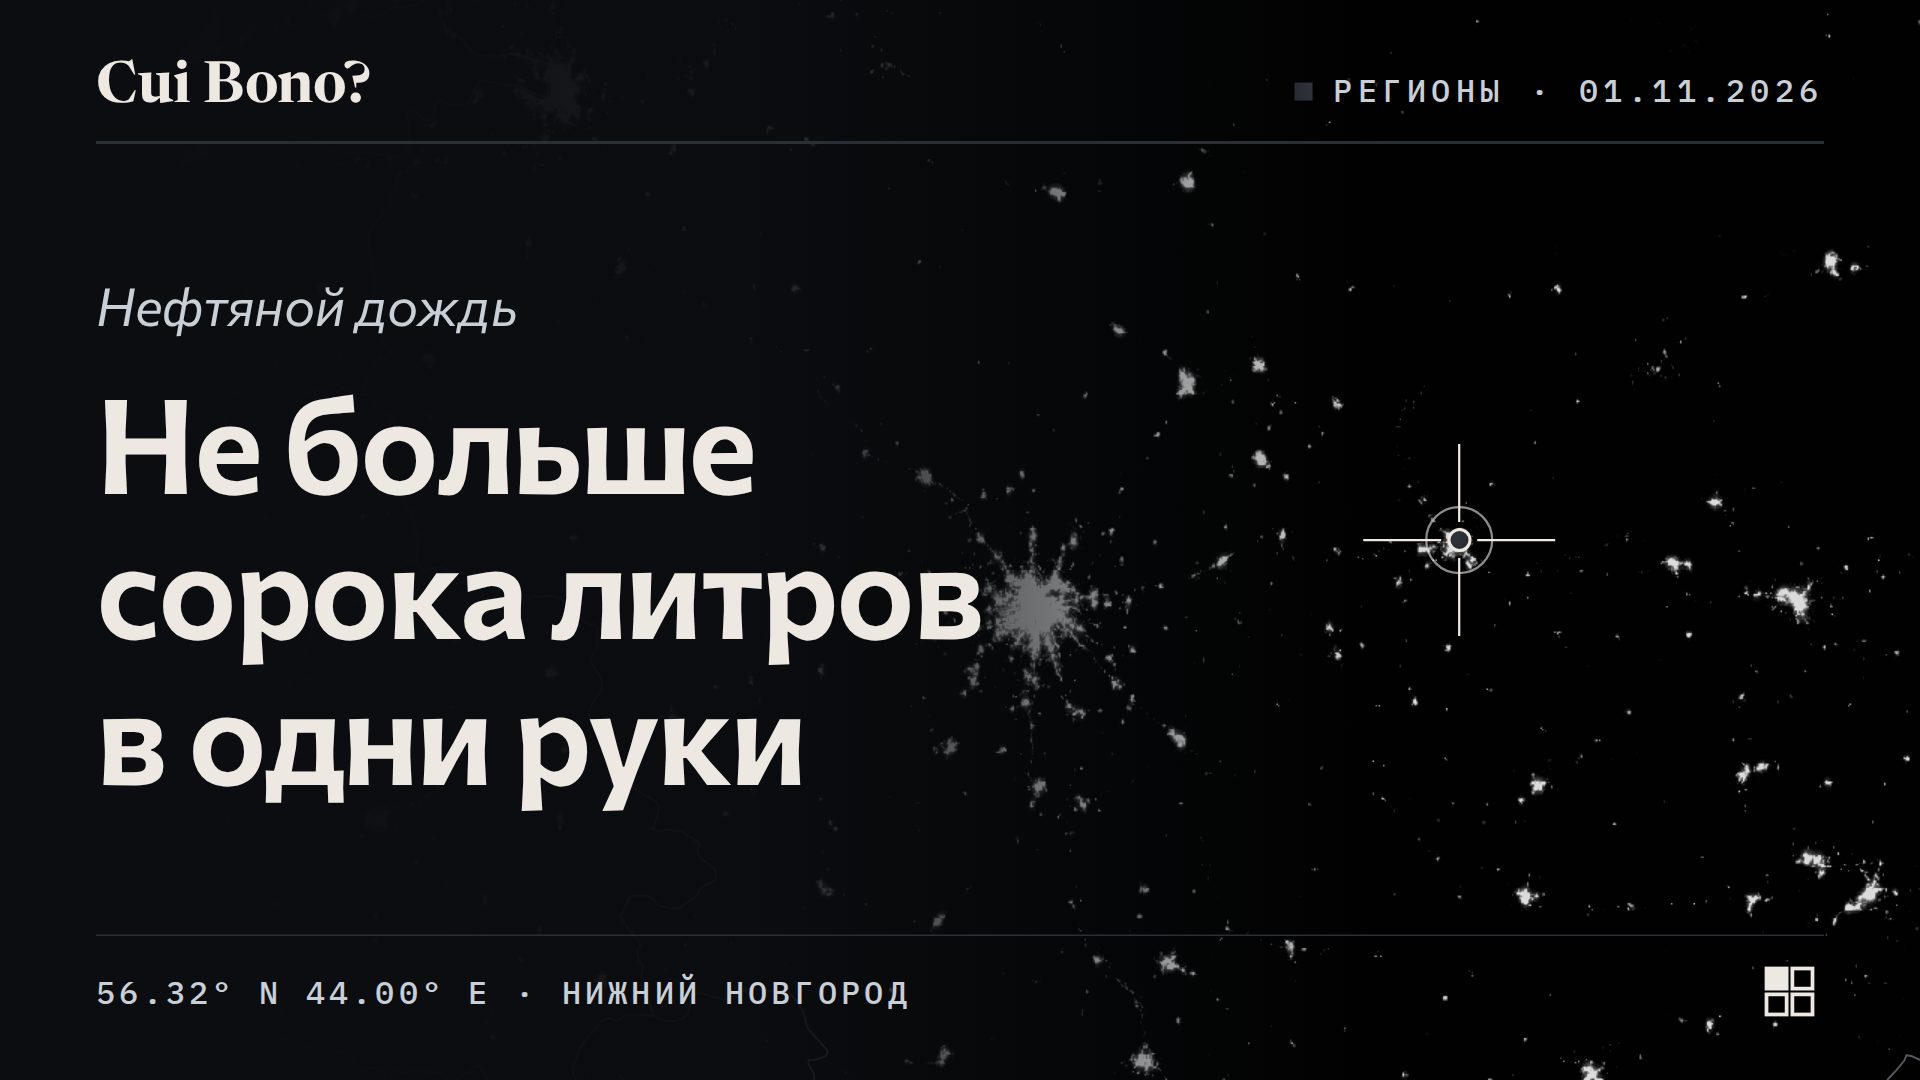 Cui Bono?
РЕГИОНЫ · 01.11.2026
Нефтяной дождь
Не больше
сорока литров
в одни руки
56.32° N 44.00° E · НИЖНИЙ НОВГОРОД